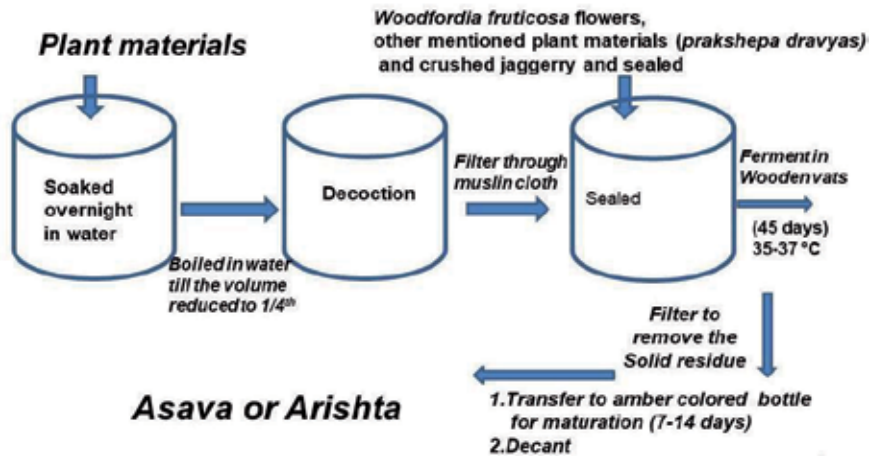 Plant materials
Woodfordia fruticosa flowers,
other mentioned plant materials (prakshepa dravyas)
and crushed jaggerry and sealed
Soaked
overnight
in water
Boiled in water
till the volume
reduced to 1/4th
Decoction
Filter through
muslin cloth
Sealed
Ferment in
Wooden vats
(45 days)
35-37 °C
Filter to
remove the
Solid residue
1.Transfer to amber colored bottle
for maturation (7-14 days)
2.Decant
Asava or Arishta